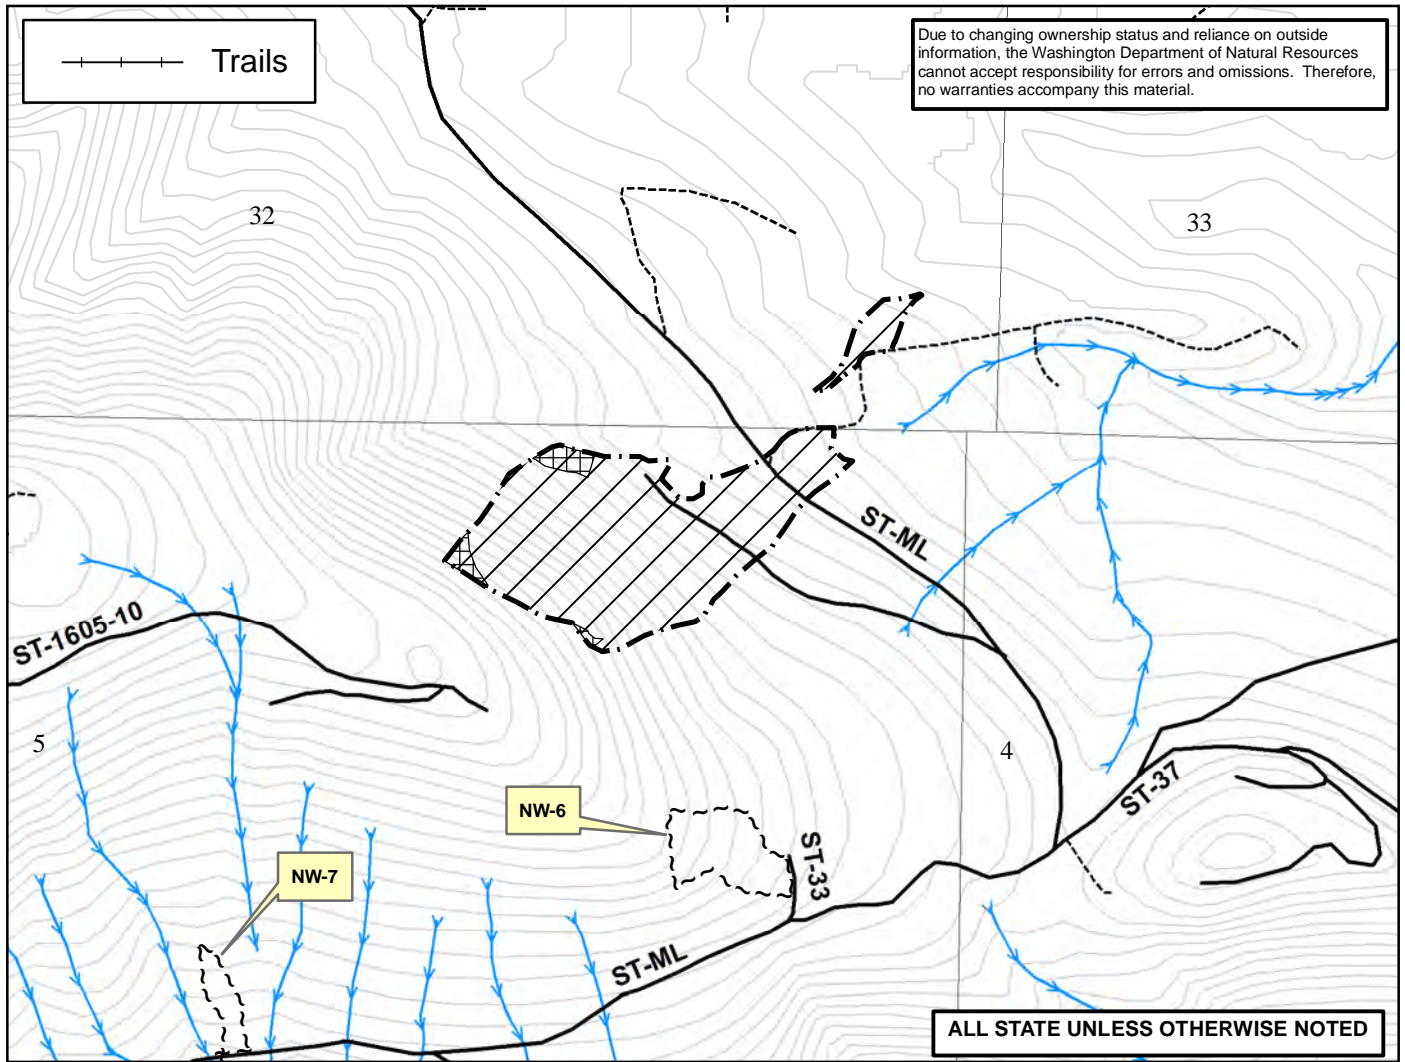 Trails
Due to changing ownership status and reliance on outside
information, the Washington Department of Natural Resources
cannot accept responsibility for errors and omissions. Therefore,
no warranties accompany this material.
32
33
ST-ML
ST-1605-10
5
4
ST-37
NW-6
ST-33
NW-7
ST-ML
ALL STATE UNLESS OTHERWISE NOTED